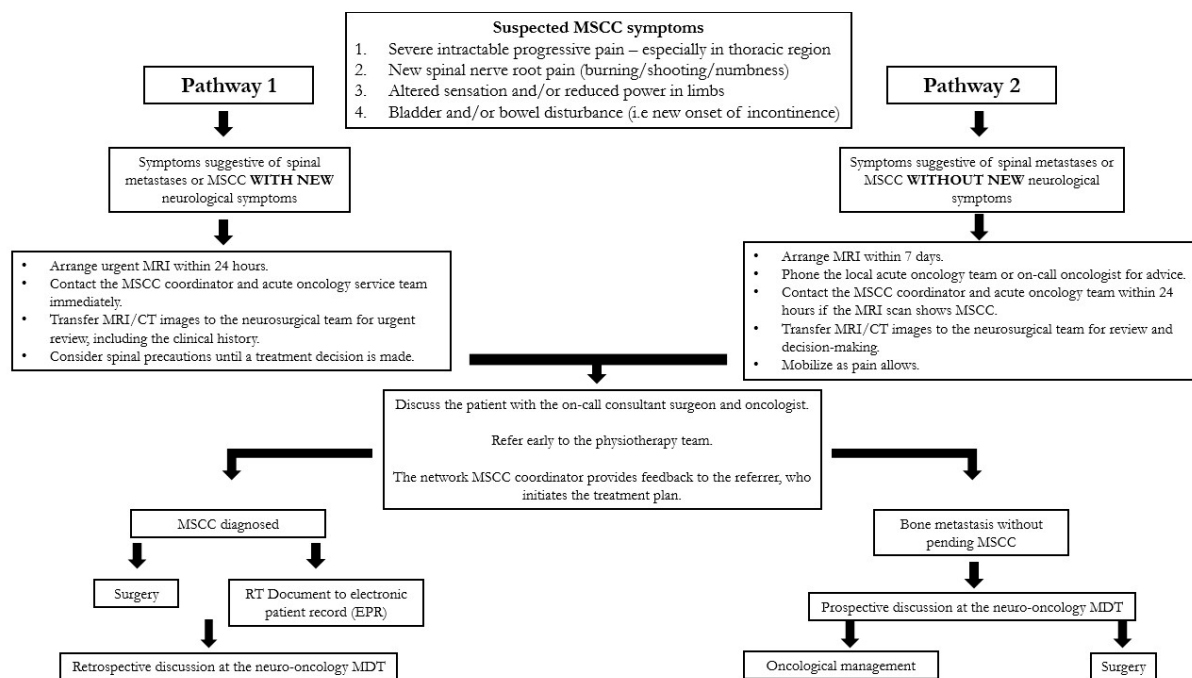 Suspected MSCC symptoms
1. Severe intractable progressive pain – especially in thoracic region
2. New spinal nerve root pain (burning/shooting/numbness)
3. Altered sensation and/or reduced power in limbs
4. Bladder and/or bowel disturbance (i.e new onset of incontinence)
Pathway 1
Pathway 2
Symptoms suggestive of spinal
metastases or MSCC WITH NEW
neurological symptoms
Symptoms suggestive of spinal metastases or
MSCC WITHOUT NEW neurological
symptoms
• Arrange urgent MRI within 24 hours.
• Contact the MSCC coordinator and acute oncology service team
immediately.
• Transfer MRI/CT images to the neurosurgical team for urgent
review, including the clinical history.
• Consider spinal precautions until a treatment decision is made.
• Arrange MRI within 7 days.
• Phone the local acute oncology team or on-call oncologist for advice.
• Contact the MSCC coordinator and acute oncology team within 24
hours if the MRI scan shows MSCC.
• Transfer MRI/CT images to the neurosurgical team for review and
decision-making.
• Mobilize as pain allows.
Discuss the patient with the on-call consultant surgeon and oncologist.
Refer early to the physiotherapy team.
The network MSCC coordinator provides feedback to the referrer, who
initiates the treatment plan.
MSCC diagnosed
Bone metastasis without
pending MSCC
Surgery
RT Document to electronic
patient record (EPR)
Prospective discussion at the neuro-oncology MDT
Retrospective discussion at the neuro-oncology MDT
Oncological management
Surgery